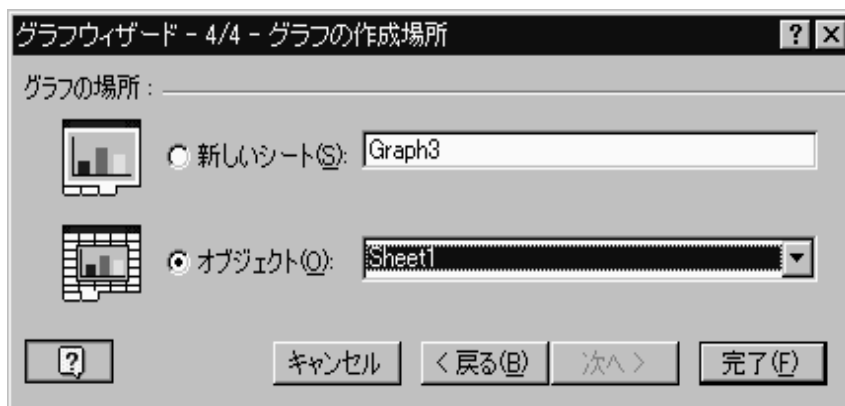 グラフウィザード - 4/4 - グラフの作成場所
グラフの場所:
新しいシート(S): Graph3
オブジェクト(O): Sheet1
キャンセル < 戻る(B) 次へ > 完了(F)